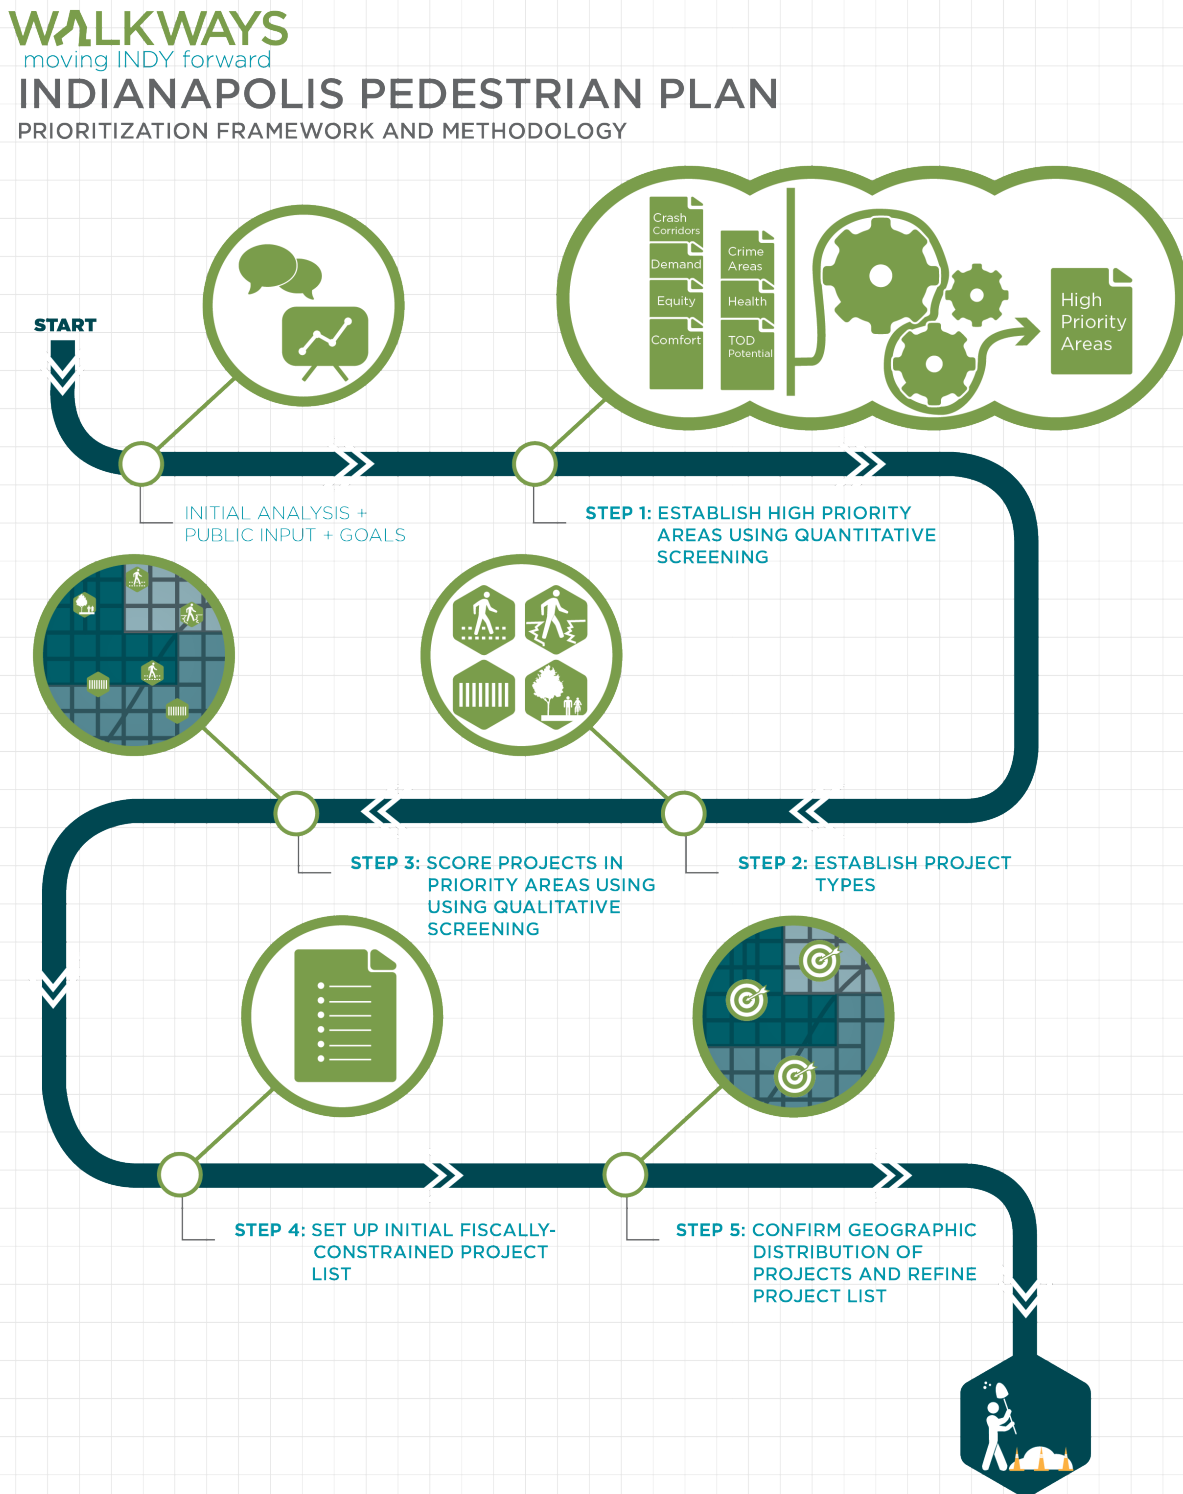 WALKWAYS
moving INDY forward
INDIANAPOLIS PEDESTRIAN PLAN
PRIORITIZATION FRAMEWORK AND METHODOLOGY
START
Crash
Corridors
Demand
Equity
Comfort
Crime
Areas
Health
TOD
Potential
High
Priority
Areas
INITIAL ANALYSIS +
PUBLIC INPUT + GOALS
STEP 1: ESTABLISH HIGH PRIORITY
AREAS USING QUANTITATIVE
SCREENING
STEP 2: ESTABLISH PROJECT
TYPES
STEP 3: SCORE PROJECTS IN
PRIORITY AREAS USING
USING QUALITATIVE
SCREENING
STEP 4: SET UP INITIAL FISCALLY-
CONSTRAINED PROJECT
LIST
STEP 5: CONFIRM GEOGRAPHIC
DISTRIBUTION OF
PROJECTS AND REFINE
PROJECT LIST